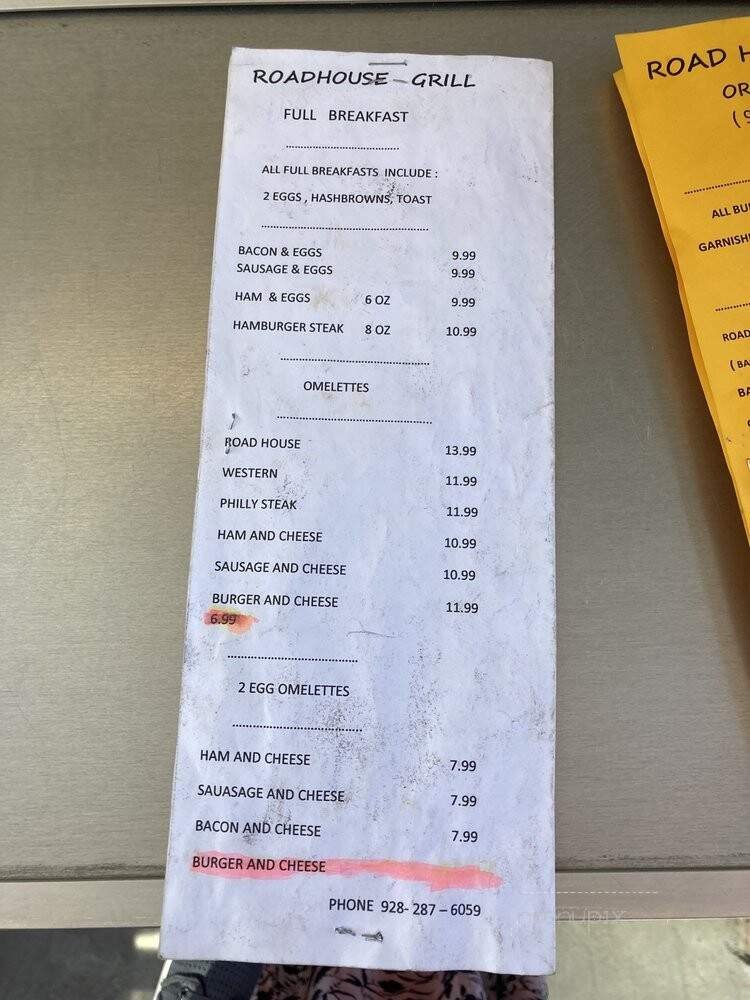 ROADHOUSE – GRILL
FULL BREAKFAST
ALL FULL BREAKFASTS INCLUDE :
2 EGGS , HASHBROWNS, TOAST
BACON & EGGS 9.99
SAUSAGE & EGGS 9.99
HAM & EGGS 6 OZ 9.99
HAMBURGER STEAK 8 OZ 10.99
OMELETTES
ROAD HOUSE 13.99
WESTERN 11.99
PHILLY STEAK 11.99
HAM AND CHEESE 10.99
SAUSAGE AND CHEESE 10.99
BURGER AND CHEESE 11.99
6.99
2 EGG OMELETTES
HAM AND CHEESE 7.99
SAUASAGE AND CHEESE 7.99
BACON AND CHEESE 7.99
BURGER AND CHEESE
PHONE 928- 287 – 6059
ROAD H
OR
ALL BU
GARNISH
ROAD
( BA
BA